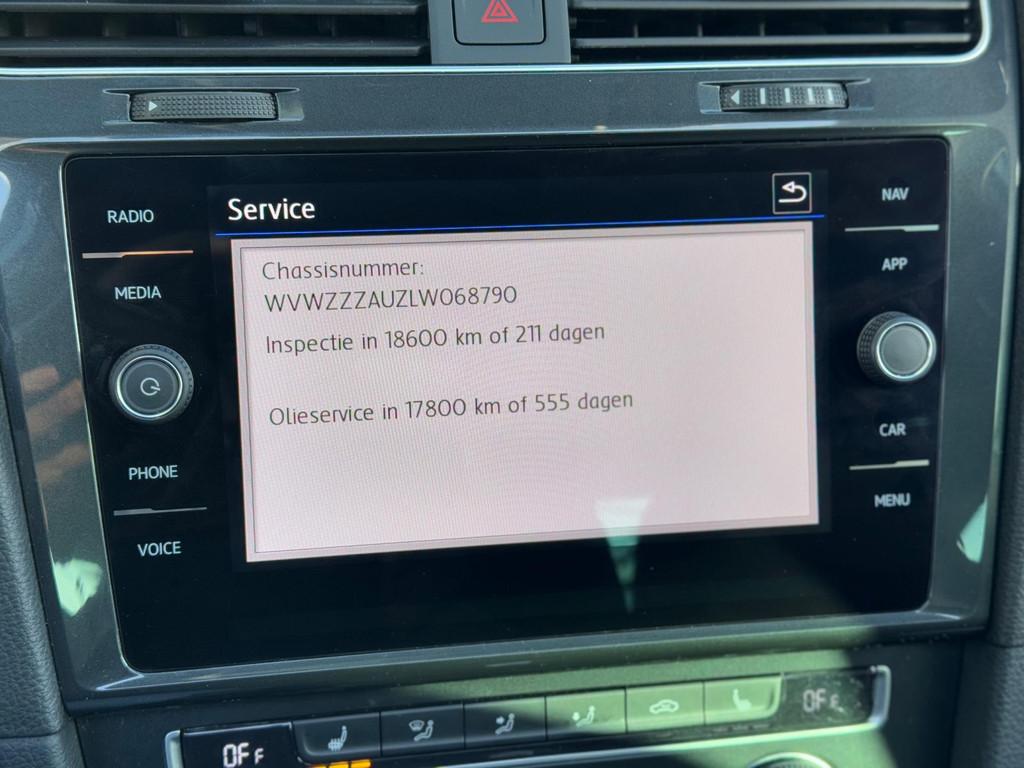 RADIO
MEDIA
PHONE
VOICE
Service
Chassisnummer:
WVWZZZAUZLW068790
Inspectie in 18600 km of 211 dagen
Olieservice in 17800 km of 555 dagen
NAV
APP
CAR
MENU
OFF
OFF